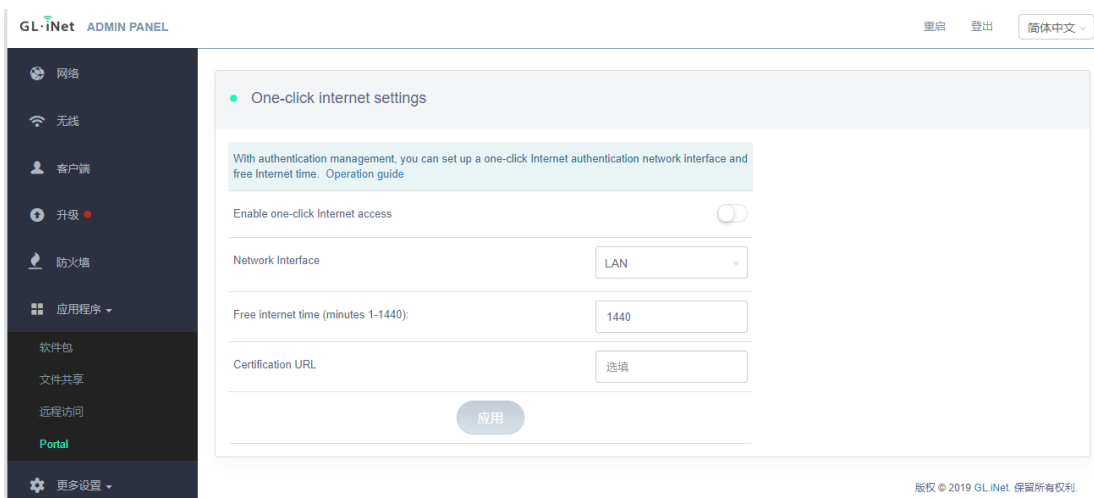 GL·iNet ADMIN PANEL
重启 登出 简体中文
网络
无线
客户端
升级
防火墙
应用程序
软件包
文件共享
远程访问
Portal
更多设置
One-click internet settings
With authentication management, you can set up a one-click Internet authentication network interface and
free Internet time. Operation guide
Enable one-click Internet access
Network Interface LAN
Free internet time (minutes 1-1440): 1440
Certification URL 选填
应用
版权 © 2019 GL.iNet. 保留所有权利.